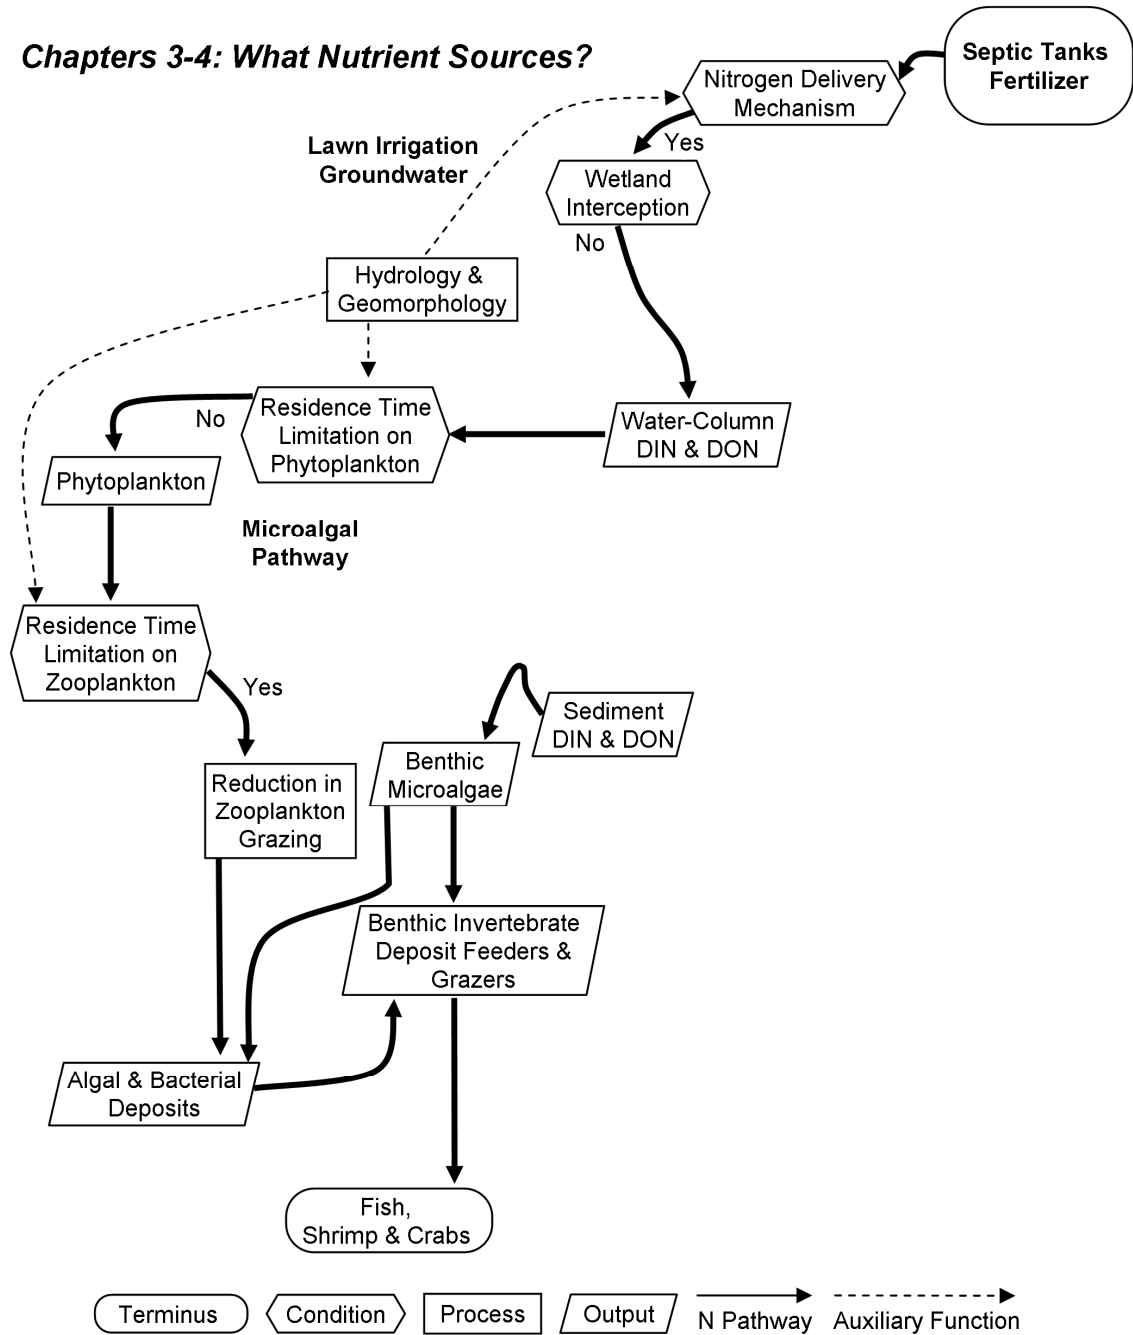 Chapters 3-4: What Nutrient Sources?
Septic Tanks
Fertilizer
Nitrogen Delivery
Mechanism
Yes
Lawn Irrigation
Groundwater
Wetland
Interception
No
Hydrology &
Geomorphology
Residence Time
Limitation on
Phytoplankton
No
Water-Column
DIN & DON
Phytoplankton
Microalgal
Pathway
Residence Time
Limitation on
Zooplankton
Yes
Sediment
DIN & DON
Benthic
Microalgae
Reduction in
Zooplankton
Grazing
Benthic Invertebrate
Deposit Feeders &
Grazers
Algal & Bacterial
Deposits
Fish,
Shrimp & Crabs
Terminus
Condition
Process
Output
N Pathway
Auxiliary Function